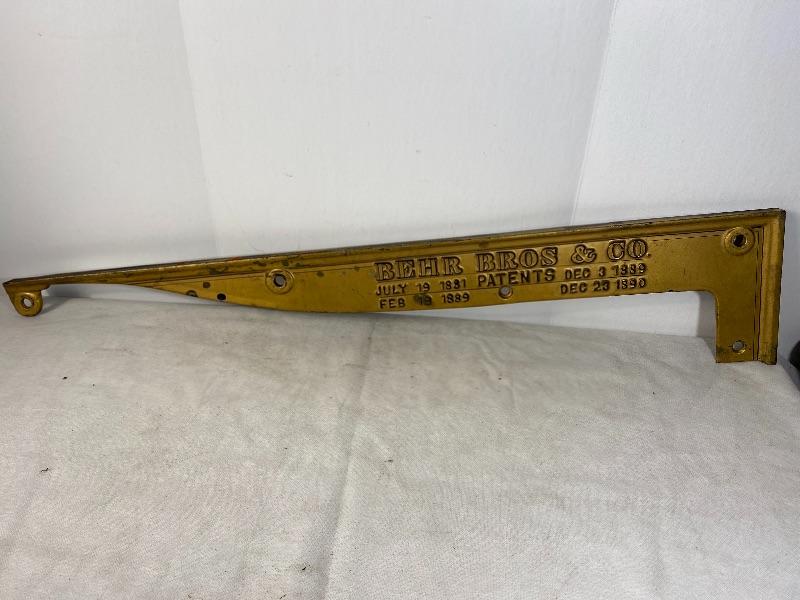 BEHR BROS & CO.
JULY 19 1881 PATENTS DEC 3 1889
FEB 19 1889 DEC 23 1890